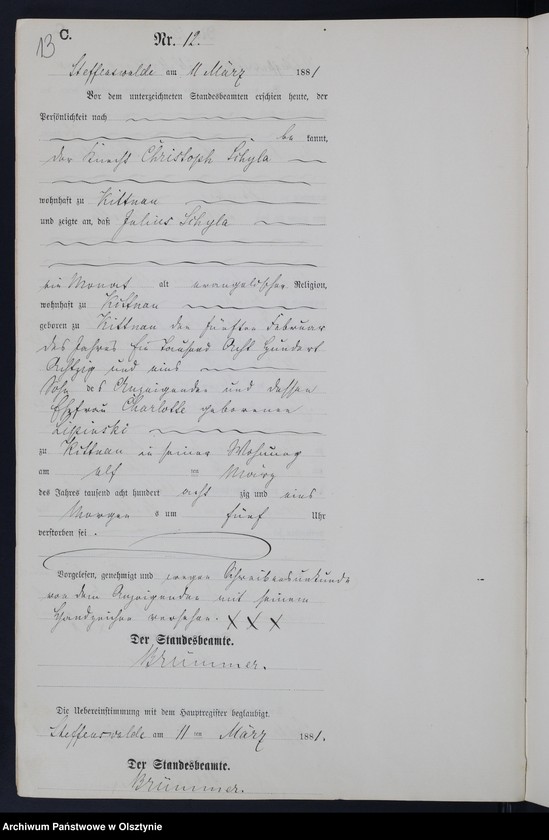 13
C.
Nr. 12.
Steffenswalde am 11 März 1881
Vor dem unterzeichneten Standesbeamten erschien heute, der
Persönlichkeit nach
be kannt,
der Knecht Christoph Schyla
wohnhaft zu Kittnau
und zeigte an, daß Julius Schyla
ein Monat alt evangelischer Religion,
wohnhaft zu Kittnau
geboren zu Kittnau den fünften Februar
des Jahres Ein Tausend Acht Hundert
Achtzig und eins
Sohn des Anzeigenden und dessen
Ehefrau Charlotte geborenen
Lipinski
zu Kittnau in seiner Wohnung
am elf ten März
des Jahres tausend acht hundert acht zig und eins
Morgen s um fünf Uhr
verstorben sei.
Vorgelesen, genehmigt und wegen Schreibensunkunde
von dem Anzeigenden mit seinem
Handzeichen versehen. X X X
Der Standesbeamte.
Brümmer.
Die Uebereinstimmung mit dem Hauptregister beglaubigt.
Steffenswalde am 11 ten März 1881.
Der Standesbeamte.
Brümmer.
Archiwum Państwowe w Olsztynie